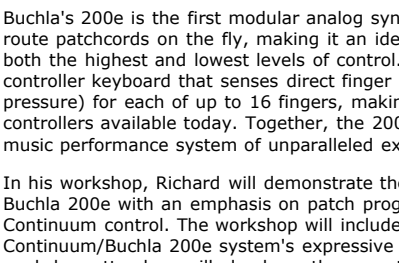 Buchla's 200e is the first modular analog syn
route patchcords on the fly, making it an ide
both the highest and lowest levels of control.
controller keyboard that senses direct finger
pressure) for each of up to 16 fingers, makin
controllers available today. Together, the 200
music performance system of unparalleled ex
In his workshop, Richard will demonstrate the
Buchla 200e with an emphasis on patch prog
Continuum control. The workshop will include
Continuum/Buchla 200e system's expressive